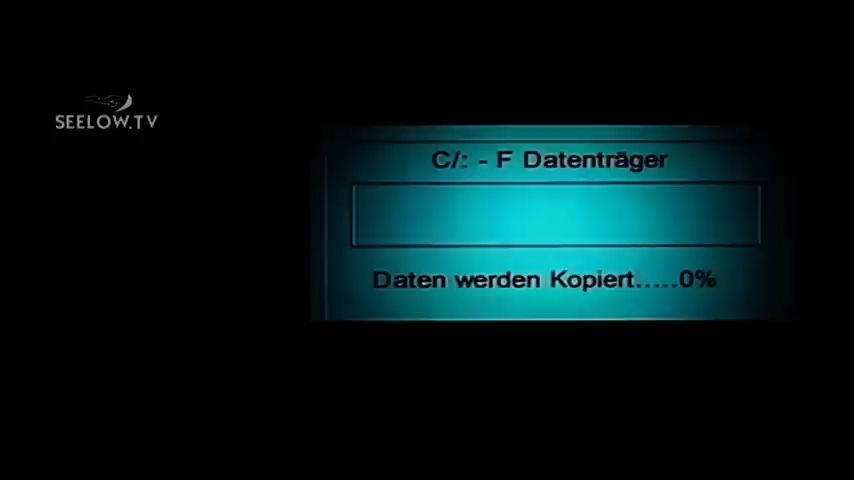 SEELOW.TV
C/: - F Datenträger
Daten werden Kopiert.....0%